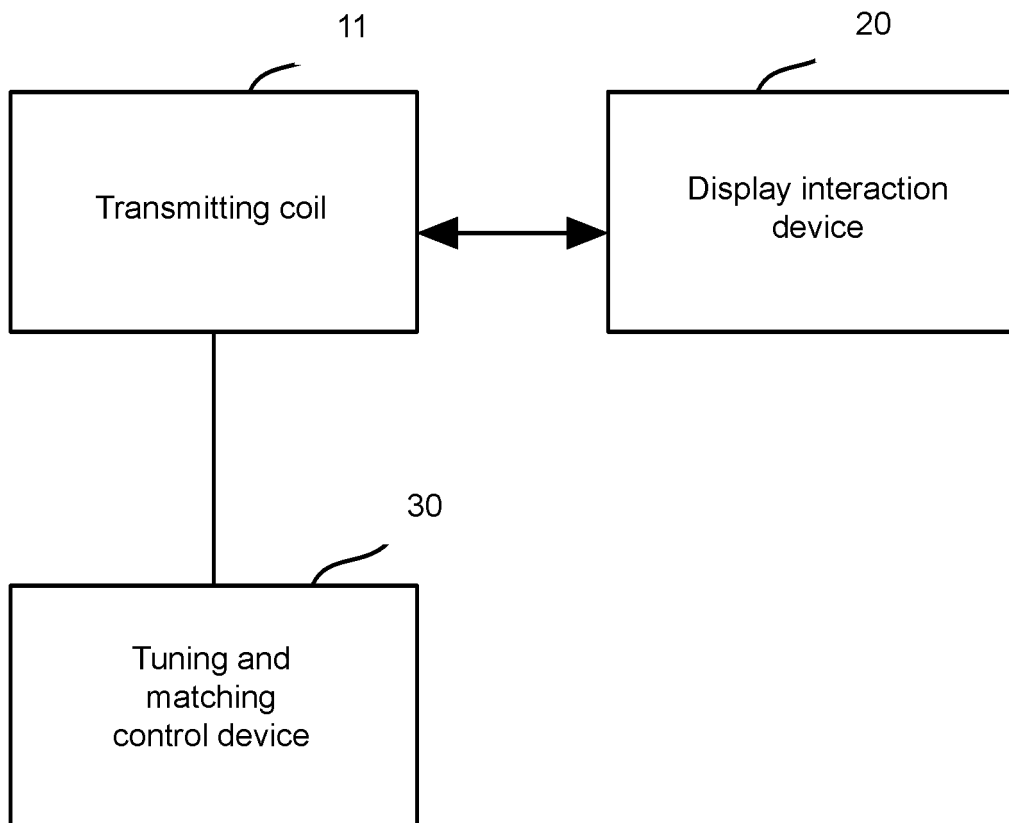 11
20
Transmitting coil
Display interaction
device
30
Tuning and
matching
control device